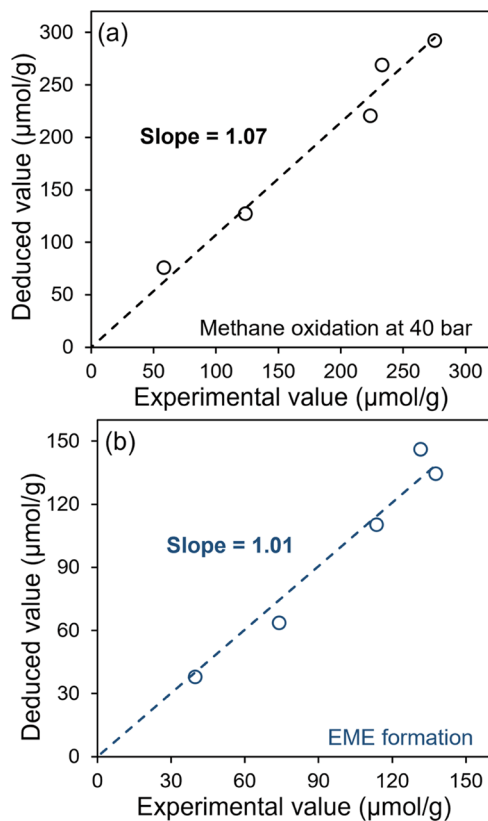 (a)
300
250
200
150
100
50
0
Deduced value (µmol/g)
Slope = 1.07
Methane oxidation at 40 bar
0 50 100 150 200 250 300
Experimental value (µmol/g)
(b)
150
120
90
60
30
0
Deduced value (µmol/g)
Slope = 1.01
EME formation
0 30 60 90 120 150
Experimental value (µmol/g)